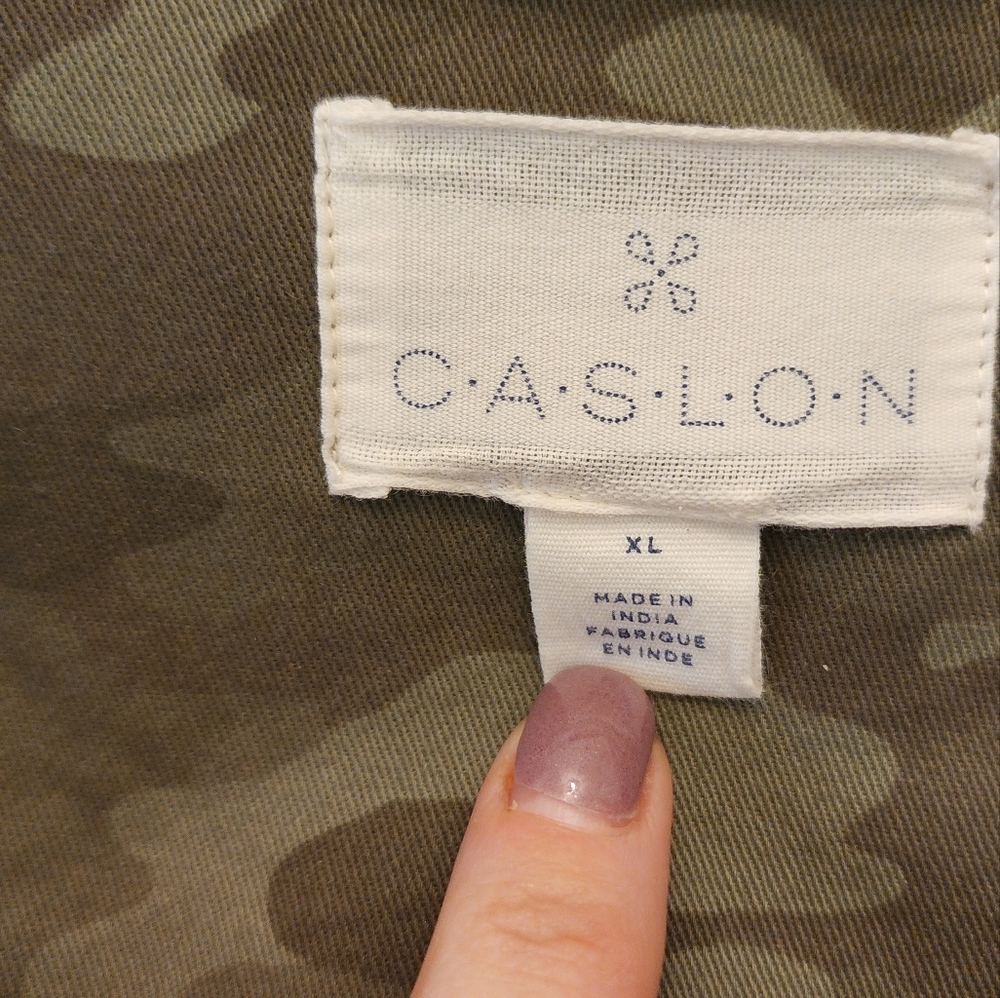 C·A·S·L·O·N
XL
MADE IN
INDIA
FABRIQUE
EN INDE